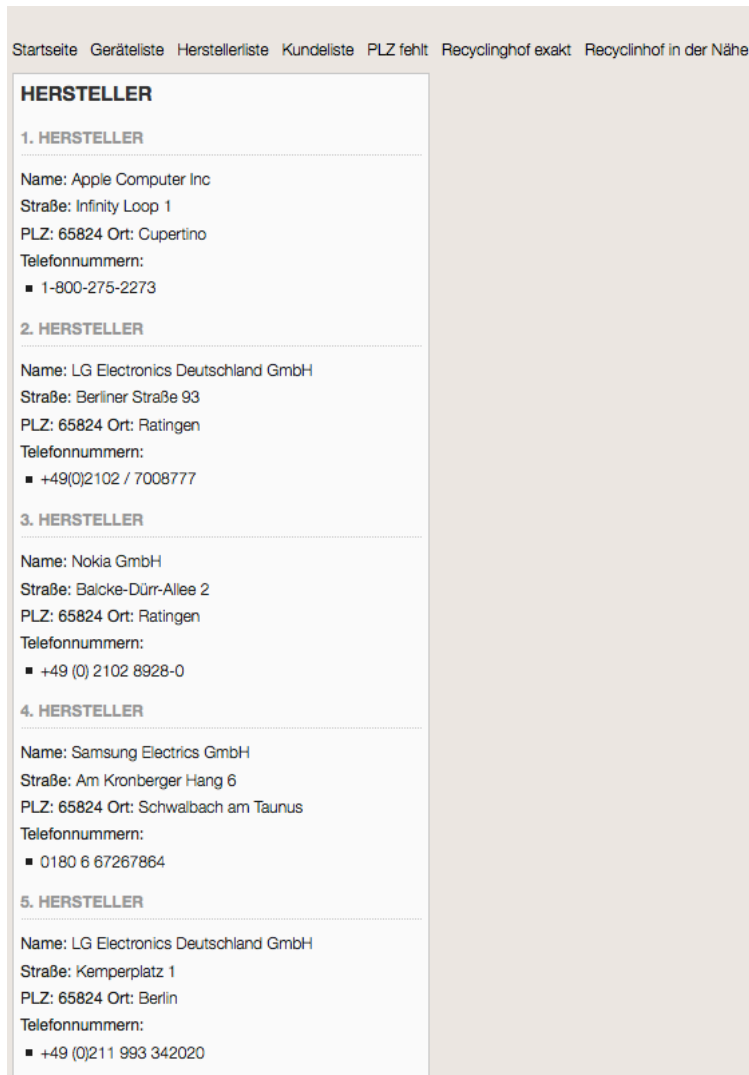 Startseite Geräteliste Herstellerliste Kundeliste PLZ fehlt Recyclinghof exakt Recyclinhof in der Nähe
HERSTELLER
1. HERSTELLER
Name: Apple Computer Inc
Straße: Infinity Loop 1
PLZ: 65824 Ort: Cupertino
Telefonnummern:
▪ 1-800-275-2273
2. HERSTELLER
Name: LG Electronics Deutschland GmbH
Straße: Berliner Straße 93
PLZ: 65824 Ort: Ratingen
Telefonnummern:
▪ +49(0)2102 / 7008777
3. HERSTELLER
Name: Nokia GmbH
Straße: Balcke-Dürr-Allee 2
PLZ: 65824 Ort: Ratingen
Telefonnummern:
▪ +49 (0) 2102 8928-0
4. HERSTELLER
Name: Samsung Electrics GmbH
Straße: Am Kronberger Hang 6
PLZ: 65824 Ort: Schwalbach am Taunus
Telefonnummern:
▪ 0180 6 67267864
5. HERSTELLER
Name: LG Electronics Deutschland GmbH
Straße: Kemperplatz 1
PLZ: 65824 Ort: Berlin
Telefonnummern:
▪ +49 (0)211 993 342020